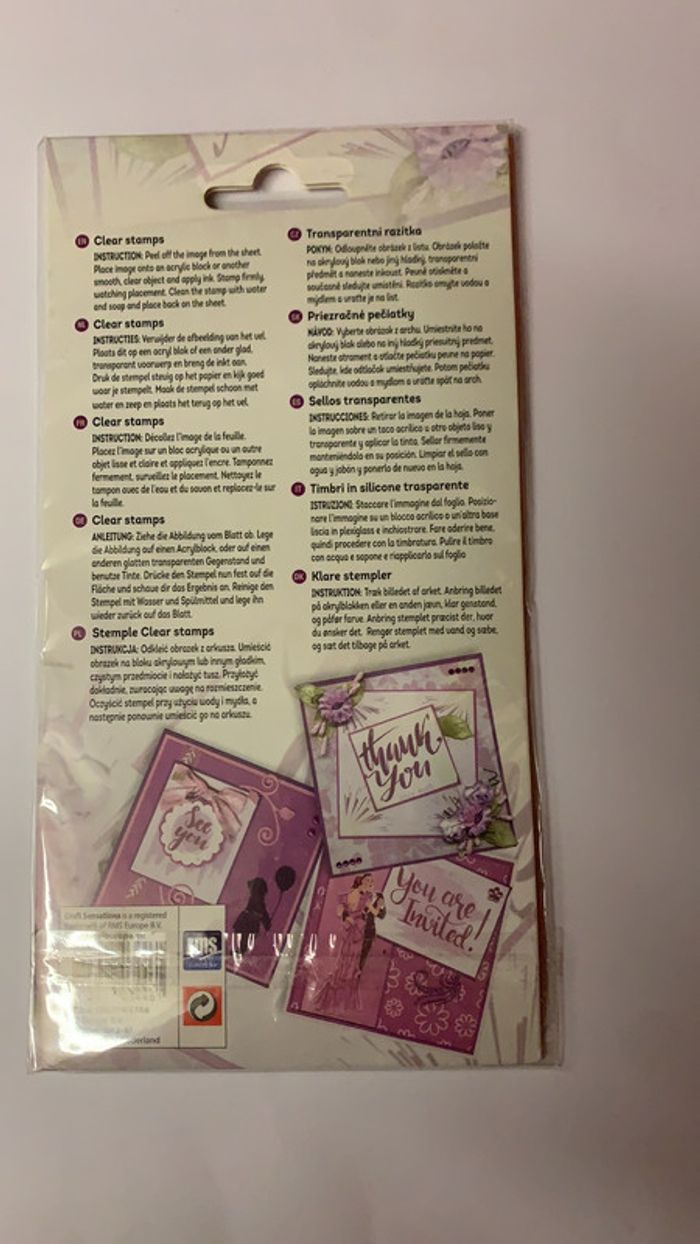 EN Clear stamps
INSTRUCTION: Peel off the image from the sheet.
Place image onto an acrylic block or another
smooth, clear object and apply ink. Stamp firmly,
watching placement. Clean the stamp with water
and soap and place back on the sheet.
NL Clear stamps
INSTRUCTIES: Verwijder de afbeelding van het vel.
Plaats dit op een acryl blok of een ander glad,
transparant voorwerp en breng de inkt aan.
Druk de stempel stevig op het papier en kijk goed
waar je stempelt. Maak de stempel schoon met
water en zeep en plaats het terug op het vel.
FR Clear stamps
INSTRUCTION: Décollez l'image de la feuille.
Placez l'image sur un bloc acrylique ou un autre
objet lisse et claire et appliquez l'encre. Tamponnez
fermement, surveillez le placement. Nettoyez le
tampon avec de l'eau et du savon et replacez-le sur
la feuille.
DE Clear stamps
ANLEITUNG: Ziehe die Abbildung vom Blatt ab. Lege
die Abbildung auf einen Acrylblock, oder auf einen
anderen glatten transparenten Gegenstand und
benutze Tinte. Drücke den Stempel nun fest auf die
Fläche und schaue dir das Ergebnis an. Reinige den
Stempel mit Wasser und Spülmittel und lege ihn
wieder zurück auf das Blatt.
PL Stemple Clear stamps
INSTRUKCJA: Odkleić obrazek z arkusza. Umieścić
obrazek na bloku akrylowym lub innym gładkim,
czystym przedmiocie i nałożyć tusz. Przyłożyć
dokładnie, zwracając uwagę na rozmieszczenie.
Oczyścić stempel przy użyciu wody i mydła, a
następnie ponownie umieścić go na arkuszu.
CZ Transparentní razítka
POKYN: Odloupněte obrázek z listu. Obrázek položte
na akrylový blok nebo jiný hladký, transparentní
předmět a naneste inkoust. Pevně otiskněte a
současně sledujte umístění. Razítko omyjte vodou a
mýdlem a vraťte je na list.
SK Priezračné pečiatky
NÁVOD: Vyberte obrázok z archu. Umiestnite ho na
akrylový blok alebo na iný hladký priesvitný predmet.
Naneste atrament a otlačte pečiatku pevne na papier.
Sledujte, kde odtlačok umiestňujete. Potom pečiatku
opláchnite vodou a mydlom a vráťte späť na arch.
ES Sellos transparentes
INSTRUCCIONES: Retirar la imagen de la hoja. Poner
la imagen sobre un taco acrílico u otro objeto liso y
transparente y aplicar la tinta. Sellar firmemente
manteniéndola en su posición. Limpiar el sello con
agua y jabón y ponerla de nuevo en la hoja.
IT Timbri in silicone trasparente
ISTRUZIONI: Staccare l'immagine dal foglio. Posizio-
nare l'immagine su un blocco acrilico o un'altra base
liscia in plexiglass e inchiostrare. Fare aderire bene,
quindi procedere con la timbratura. Pulire il timbro
con acqua e sapone e riapplicarlo sul foglio
DK Klare stempler
INSTRUKTION: Træk billedet af arket. Anbring billedet
på akrylblokken eller en anden jævn, klar genstand,
og påfør farve. Anbring stemplet præcist der, hvor
du ønsker det. Rengør stemplet med vand og sæbe,
og sæt det tilbage på arket.
thank
you
See
you
You are
Invited!
Craft Sensations is a registered
trademark of RMS Europe B.V.
rms